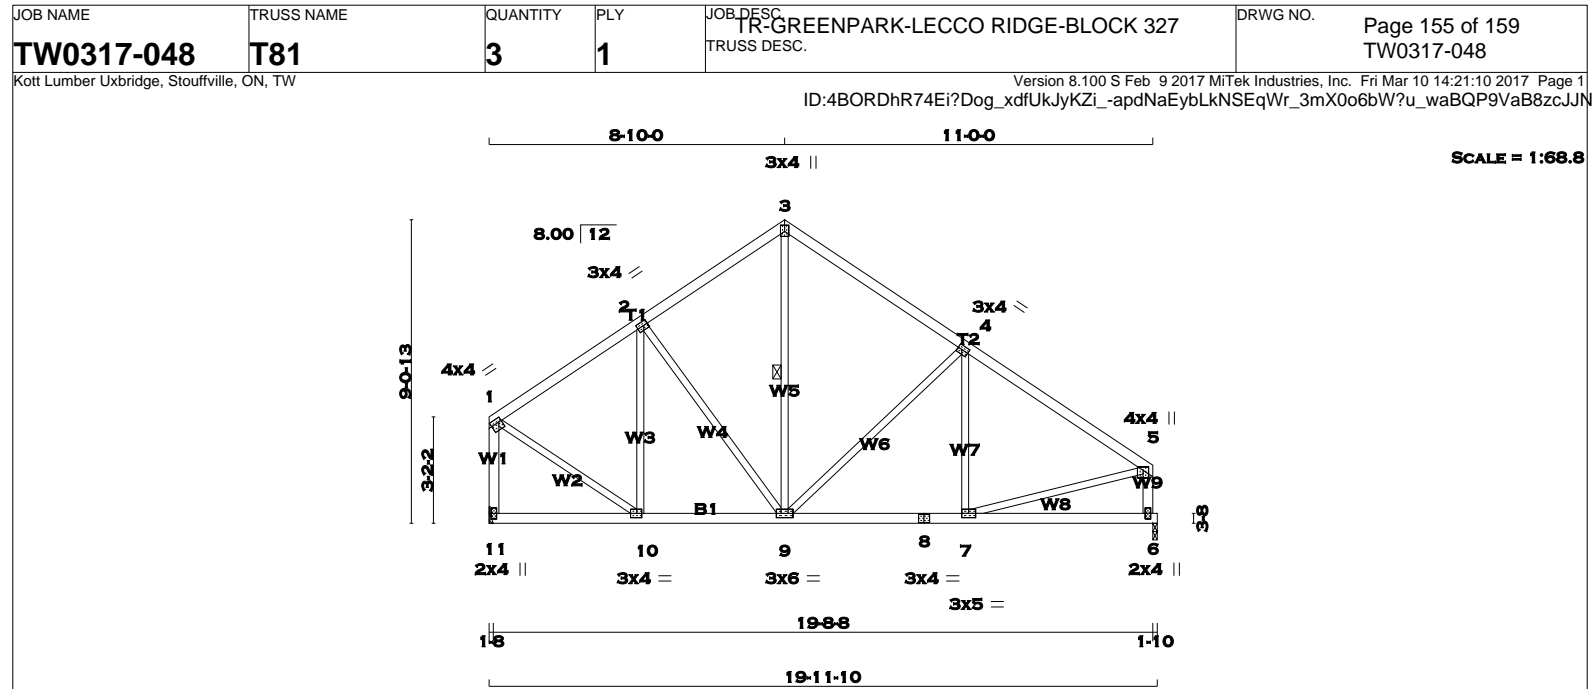 JOB NAME
TW0317-048
TRUSS NAME
T81
QUANTITY
3
PLY
1
JOB DESC.
TR-GREENPARK-LECCO RIDGE-BLOCK 327
TRUSS DESC.
DRWG NO.
Page 155 of 159
TW0317-048
Kott Lumber Uxbridge, Stouffville, ON, TW
Version 8.100 S Feb 9 2017 MiTek Industries, Inc. Fri Mar 10 14:21:10 2017 Page 1
ID:4BORDhR74Ei?Dog_xdfUkJyKZi_-apdNaEybLkNSEqWr_3mX0o6bW?u_waBQP9VaB8zcJJN
8-10-0
11-0-0
3x4 ||
SCALE = 1:68.8
3
8.00 12
3x4
2
T1
3x4
4
T2
9-0-13
4x4
1
W5
4x4 ||
5
3-2-2
W1
W2
W3
W4
W6
W7
W8
W9
B1
3-8
11
2x4 ||
10
3x4 =
9
3x6 =
8
3x4 =
7
3x5 =
6
2x4 ||
19-8-8
1-8
1-10
19-11-10